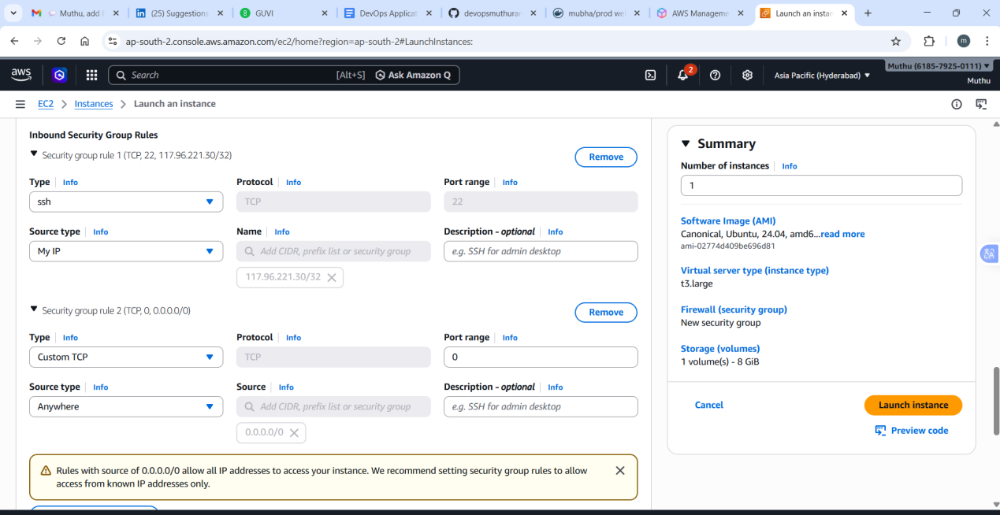 Muthu, add F
(25) Suggestions
GUVI
DevOps Applicat
devopsmuthuran
mubha/prod we
AWS Manageme
Launch an instan
ap-south-2.console.aws.amazon.com/ec2/home?region=ap-south-2#LaunchInstances:
m
aws
Search
[Alt+S]
Ask Amazon Q
2
Asia Pacific (Hyderabad)
Muthu (6185-7925-0111)
Muthu
EC2
Instances
Launch an instance
Inbound Security Group Rules
Security group rule 1 (TCP, 22, 117.96.221.30/32)
Remove
Type Info
Protocol Info
Port range Info
ssh
TCP
22
Source type Info
Name Info
Description - optional Info
My IP
Add CIDR, prefix list or security group
e.g. SSH for admin desktop
117.96.221.30/32
Security group rule 2 (TCP, 0, 0.0.0.0/0)
Remove
Type Info
Protocol Info
Port range Info
Custom TCP
TCP
0
Source type Info
Source Info
Description - optional Info
Anywhere
Add CIDR, prefix list or security group
e.g. SSH for admin desktop
0.0.0.0/0
Rules with source of 0.0.0.0/0 allow all IP addresses to access your instance. We recommend setting security group rules to allow
access from known IP addresses only.
Summary
Number of instances Info
1
Software Image (AMI)
Canonical, Ubuntu, 24.04, amd6...read more
ami-02774d409be696d81
Virtual server type (instance type)
t3.large
Firewall (security group)
New security group
Storage (volumes)
1 volume(s) - 8 GiB
Cancel
Launch instance
Preview code